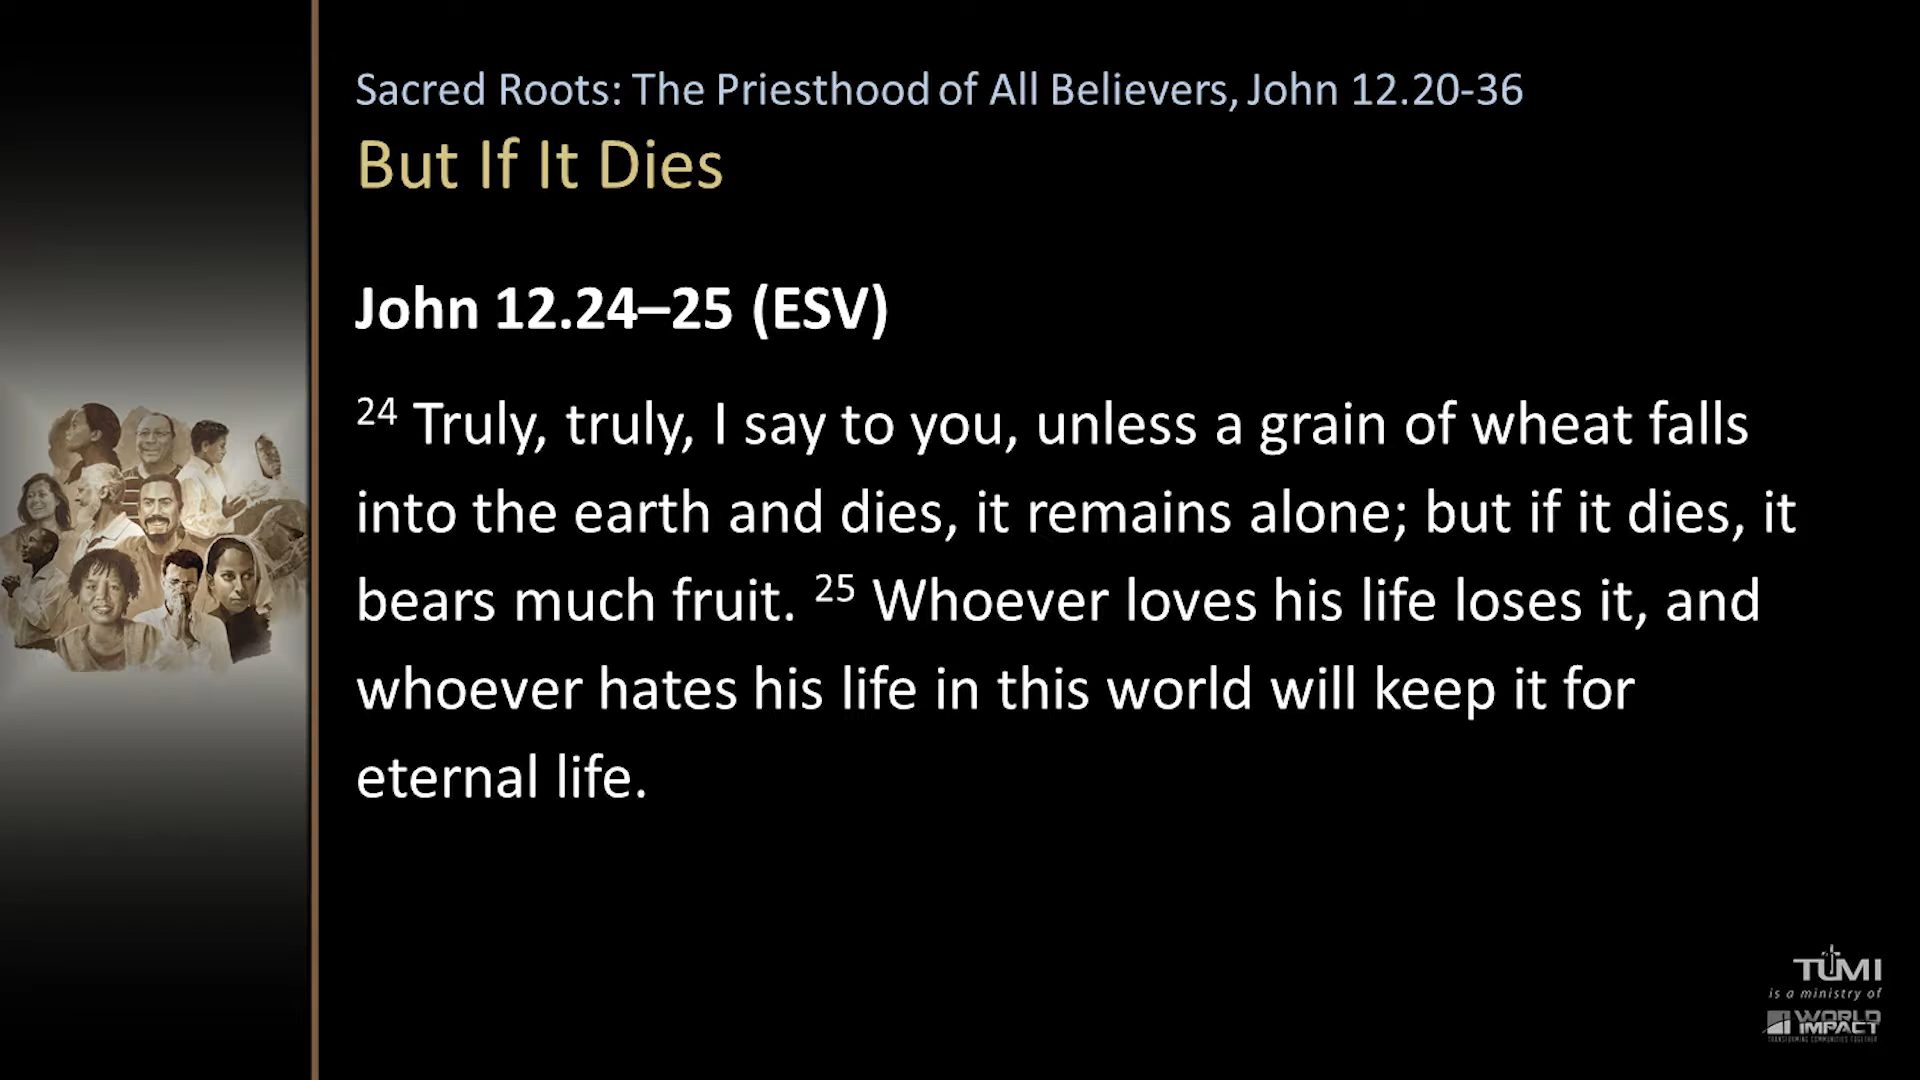 Sacred Roots: The Priesthood of All Believers, John 12.20-36
But If It Dies
John 12.24–25 (ESV)
24 Truly, truly, I say to you, unless a grain of wheat falls
into the earth and dies, it remains alone; but if it dies, it
bears much fruit. 25 Whoever loves his life loses it, and
whoever hates his life in this world will keep it for
eternal life.
TUMI
is a ministry of
WORLD
IMPACT
TRANSFORMING COMMUNITIES TOGETHER